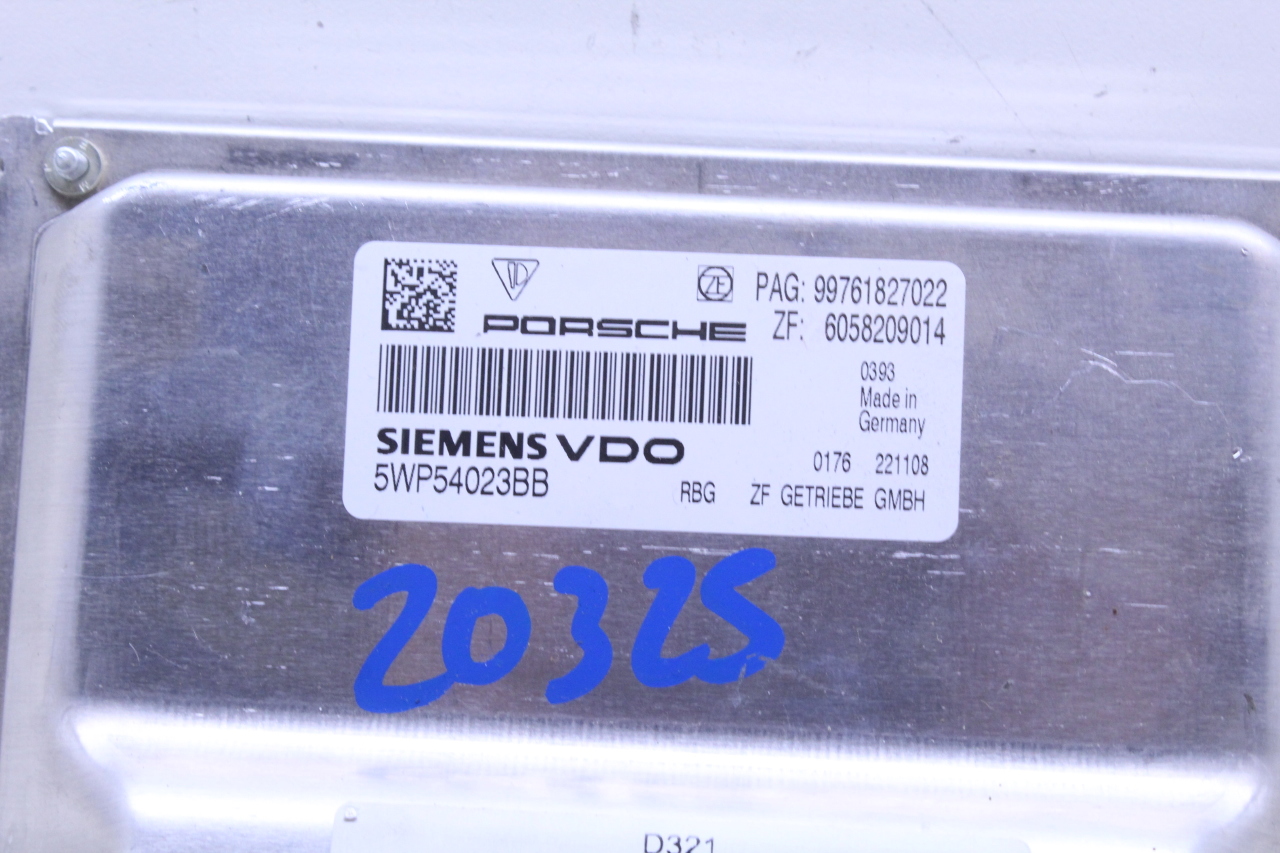 ZF PAG: 99761827022
PORSCHE ZF: 6058209014
0393
Made in
Germany
SIEMENS VDO
5WP54023BB
0176 221108
RBG ZF GETRIEBE GMBH
20325
D321